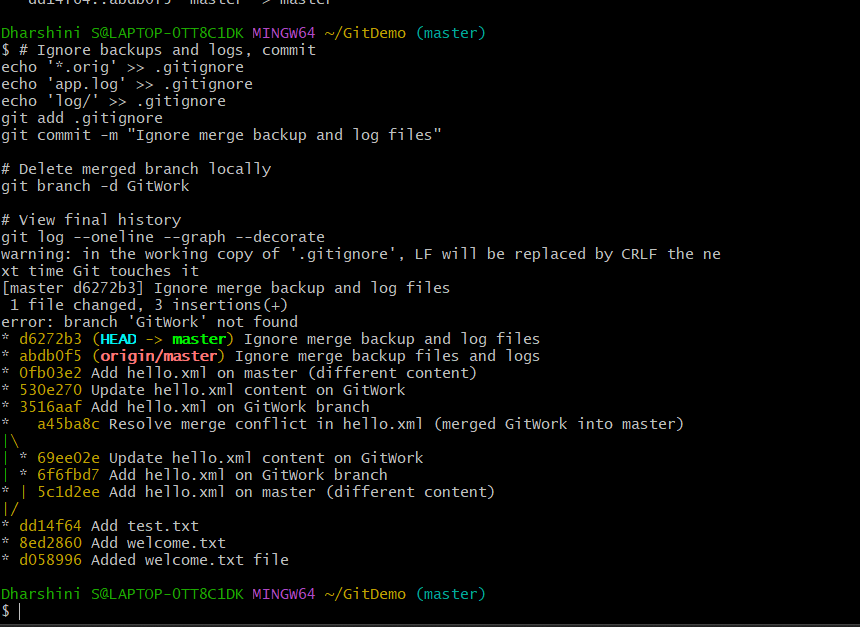 dd14f64..abdb0f5  master -> master
Dharshini S@LAPTOP-OTT8C1DK MINGW64 ~/GitDemo (master)
$ # Ignore backups and logs, commit
echo '*.orig' >> .gitignore
echo 'app.log' >> .gitignore
echo 'log/' >> .gitignore
git add .gitignore
git commit -m "Ignore merge backup and log files"
# Delete merged branch locally
git branch -d GitWork
# View final history
git log --oneline --graph --decorate
warning: in the working copy of '.gitignore', LF will be replaced by CRLF the ne
xt time Git touches it
[master d6272b3] Ignore merge backup and log files
 1 file changed, 3 insertions(+)
error: branch 'GitWork' not found
* d6272b3 (HEAD -> master) Ignore merge backup and log files
* abdb0f5 (origin/master) Ignore merge backup files and logs
* 0fb03e2 Add hello.xml on master (different content)
* 530e270 Update hello.xml content on GitWork
* 3516aaf Add hello.xml on GitWork branch
*   a45ba8c Resolve merge conflict in hello.xml (merged GitWork into master)
|\
| * 69ee02e Update hello.xml content on GitWork
| * 6f6fbd7 Add hello.xml on GitWork branch
* | 5c1d2ee Add hello.xml on master (different content)
|/
* dd14f64 Add test.txt
* 8ed2860 Add welcome.txt
* d058996 Added welcome.txt file
Dharshini S@LAPTOP-OTT8C1DK MINGW64 ~/GitDemo (master)
$